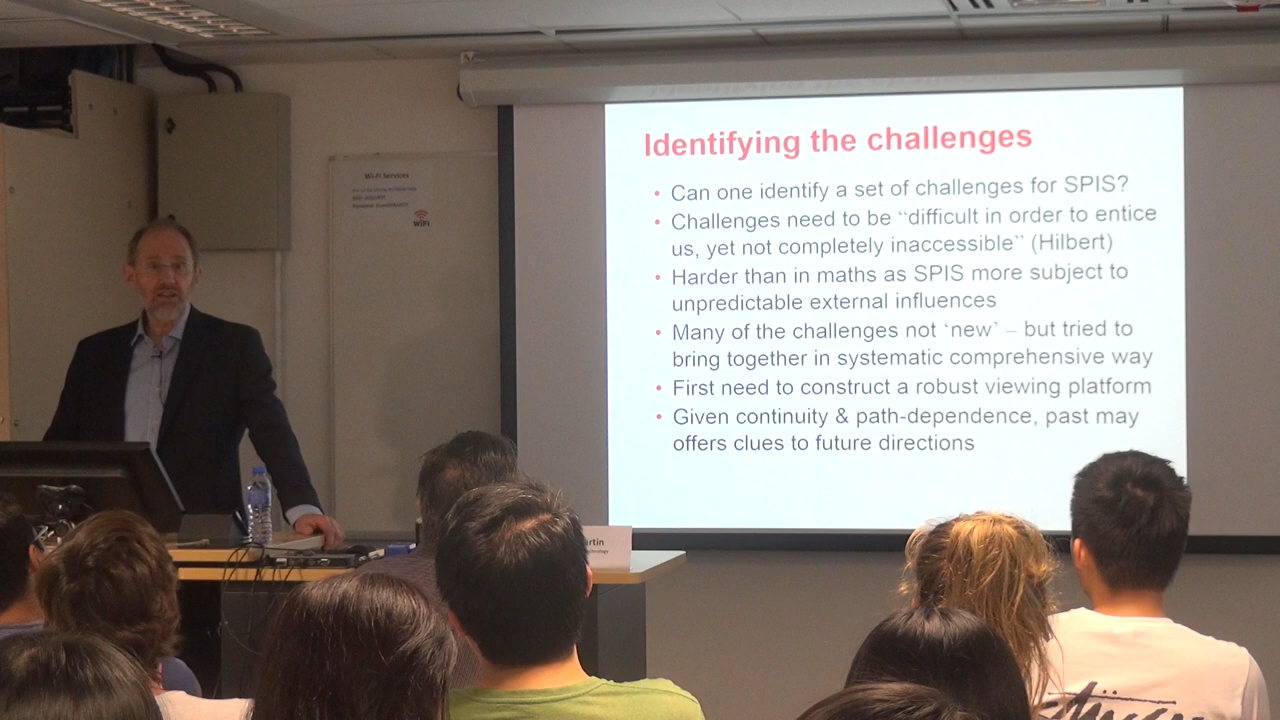 Identifying the challenges
• Can one identify a set of challenges for SPIS?
• Challenges need to be “difficult in order to entice
us, yet not completely inaccessible” (Hilbert)
• Harder than in maths as SPIS more subject to
unpredictable external influences
• Many of the challenges not ‘new’ – but tried to
bring together in systematic comprehensive way
• First need to construct a robust viewing platform
• Given continuity & path-dependence, past may
offers clues to future directions
Wi-Fi Services
WiFi
artin